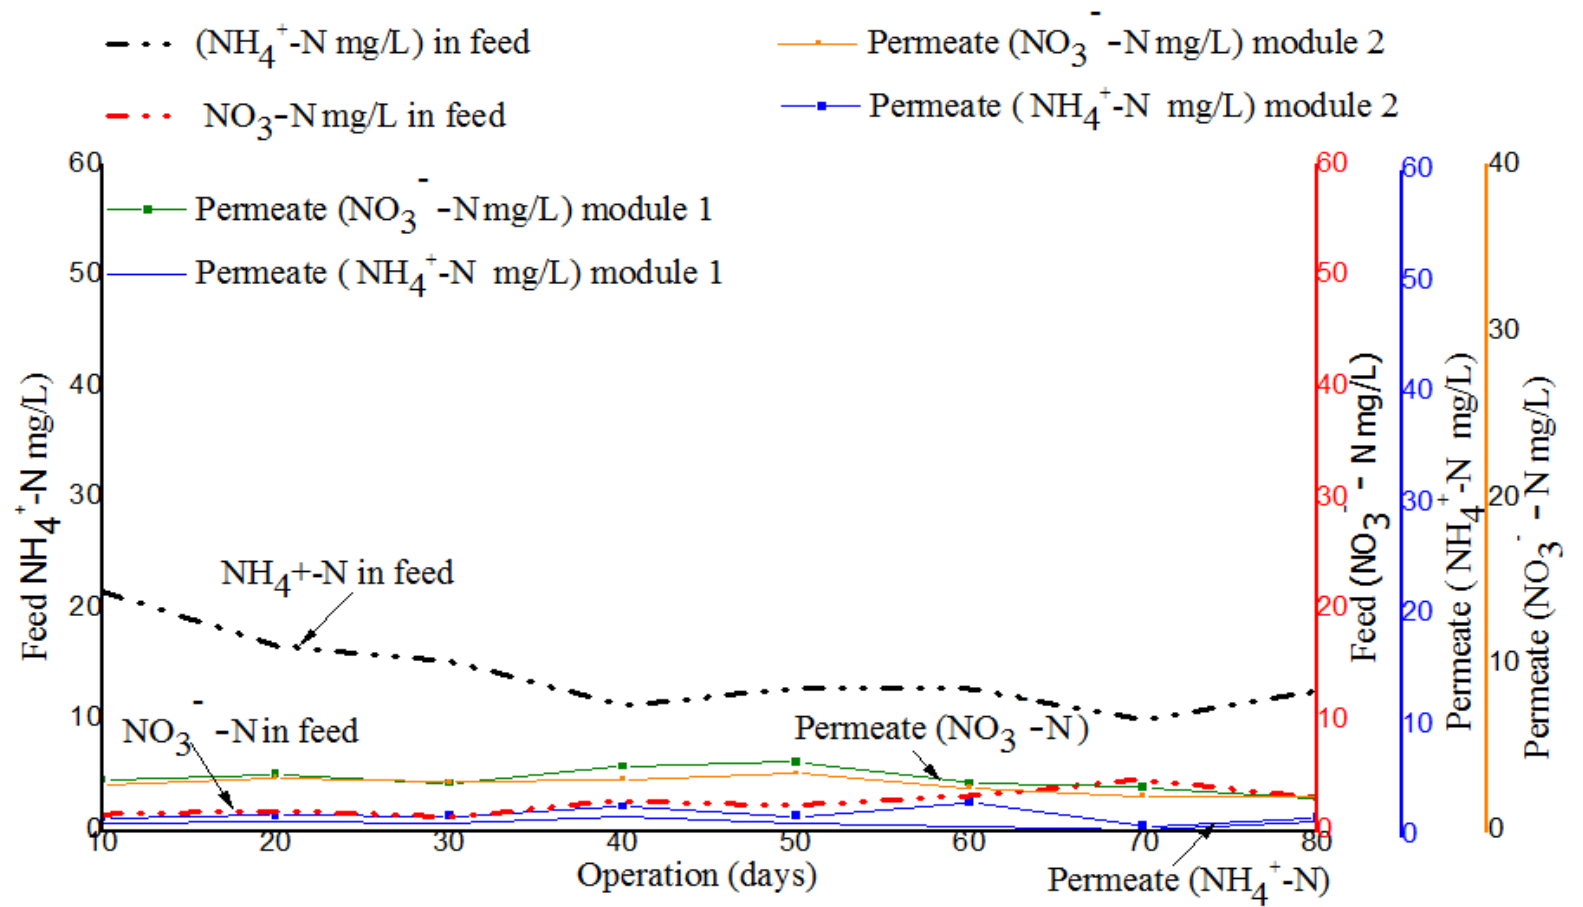 (NH4+-N mg/L) in feed
NO3-N mg/L in feed
Permeate (NO3- -N mg/L) module 2
Permeate ( NH4+-N mg/L) module 2
Permeate (NO3- -N mg/L) module 1
Permeate ( NH4+-N mg/L) module 1
60
50
40
30
20
10
0
Feed NH4+-N mg/L)
NH4+-N in feed
NO3- -N in feed
Permeate (NO3 -N )
Permeate (NH4+-N)
10 20 30 40 50 60 70 80
Operation (days)
60
50
40
30
20
10
0
Feed (NO3- - N mg/L)
60
50
40
30
20
10
0
Permeate ( NH4+-N mg/L)
40
30
20
10
0
Permeate (NO3- - N mg/L)